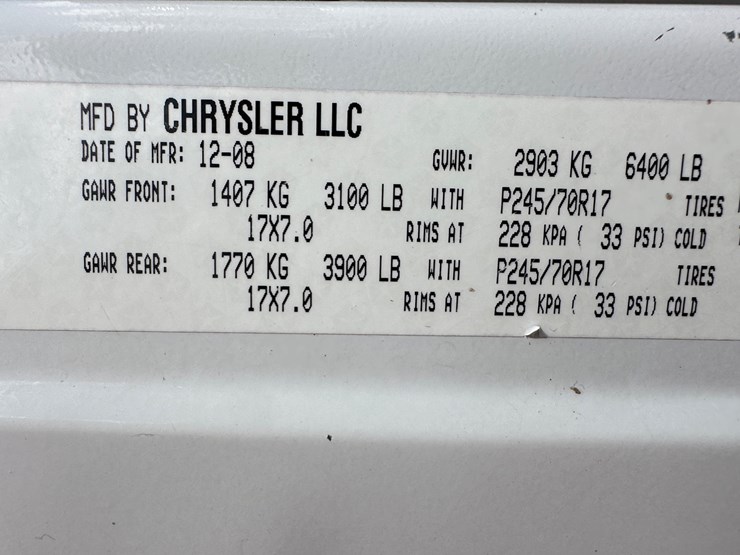 MFD BY CHRYSLER LLC
DATE OF MFR: 12-08 GVWR: 2903 KG 6400 LB
GAWR FRONT: 1407 KG 3100 LB WITH P245/70R17 TIRES
17X7.0 RIMS AT 228 KPA ( 33 PSI) COLD
GAWR REAR: 1770 KG 3900 LB WITH P245/70R17 TIRES
17X7.0 RIMS AT 228 KPA ( 33 PSI) COLD